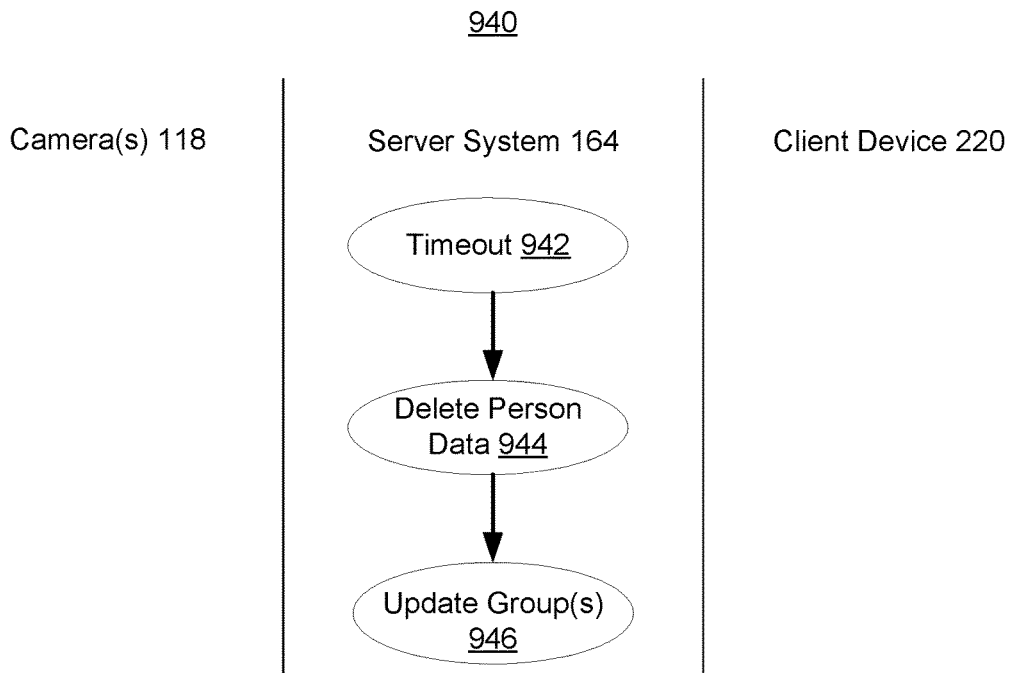 940
Camera(s) 118
Server System 164
Client Device 220
Timeout 942
Delete Person
Data 944
Update Group(s)
946